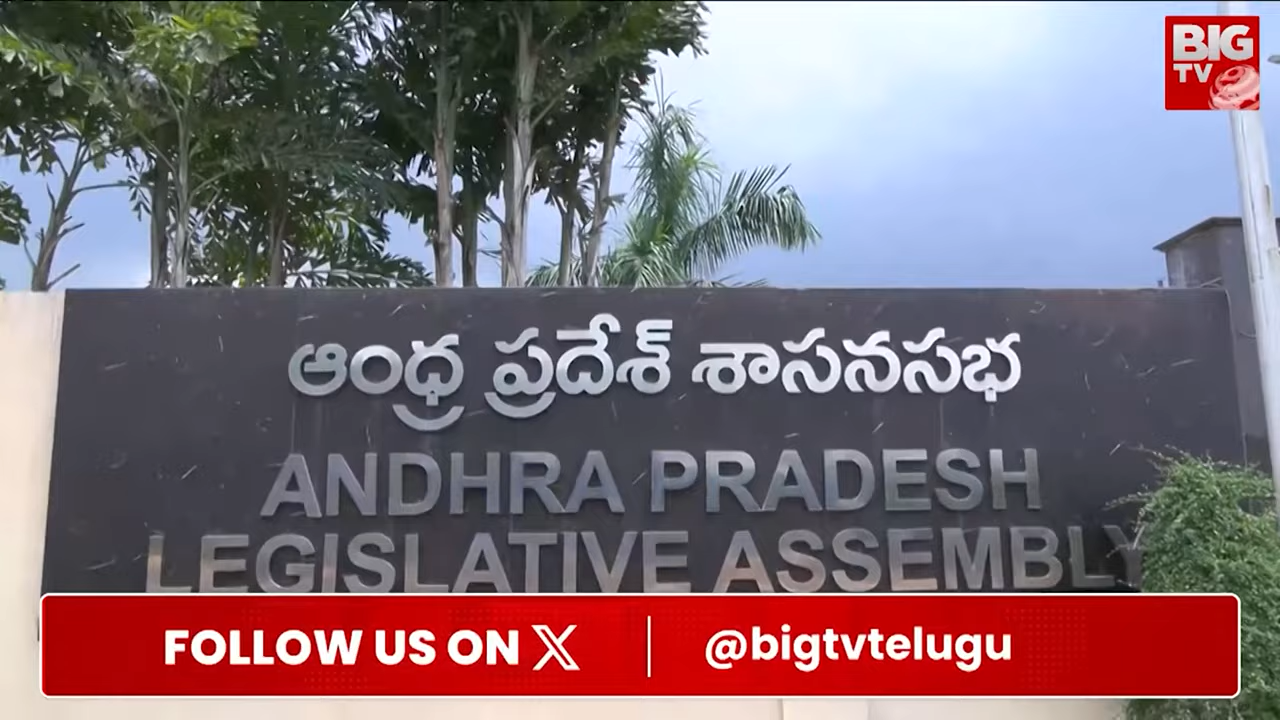 BIG
TV
ఆంధ్ర ప్రదేశ్ శాసనసభ
ANDHRA PRADESH
LEGISLATIVE ASSEMBLY
FOLLOW US ON X
@bigtvtelugu